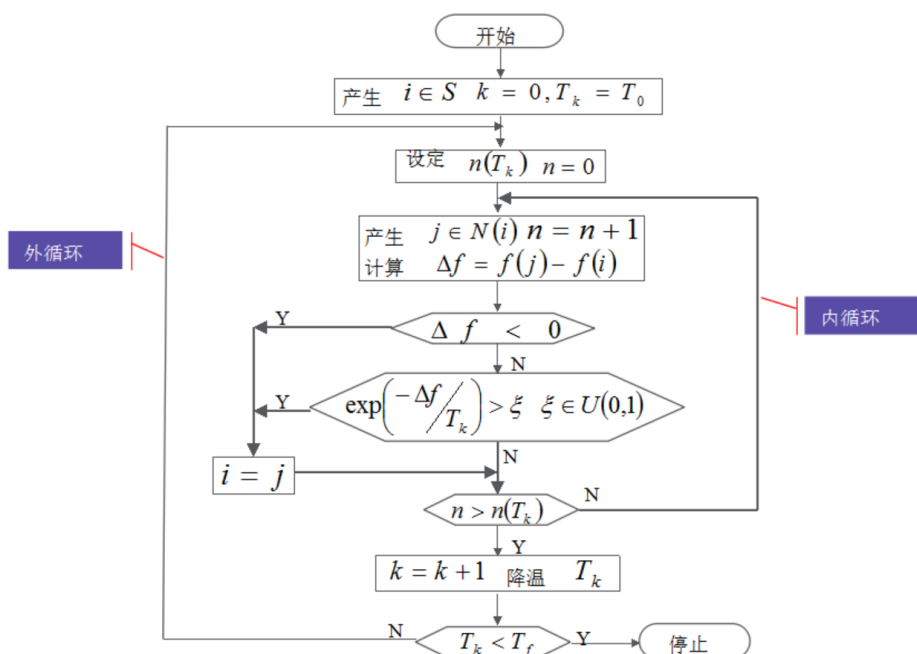 开始
产生 i ∈ S k = 0, T_k = T_0
设定 n(T_k) n = 0
产生 j ∈ N(i) n = n + 1
计算 Δf = f(j) − f(i)
外循环
内循环
Y
Δ f < 0
N
Y
exp(−Δf/T_k) > ξ ξ ∈ U(0,1)
N
i = j
n > n(T_k)
N
Y
k = k + 1 降温 T_k
N
T_k < T_f
Y
停止